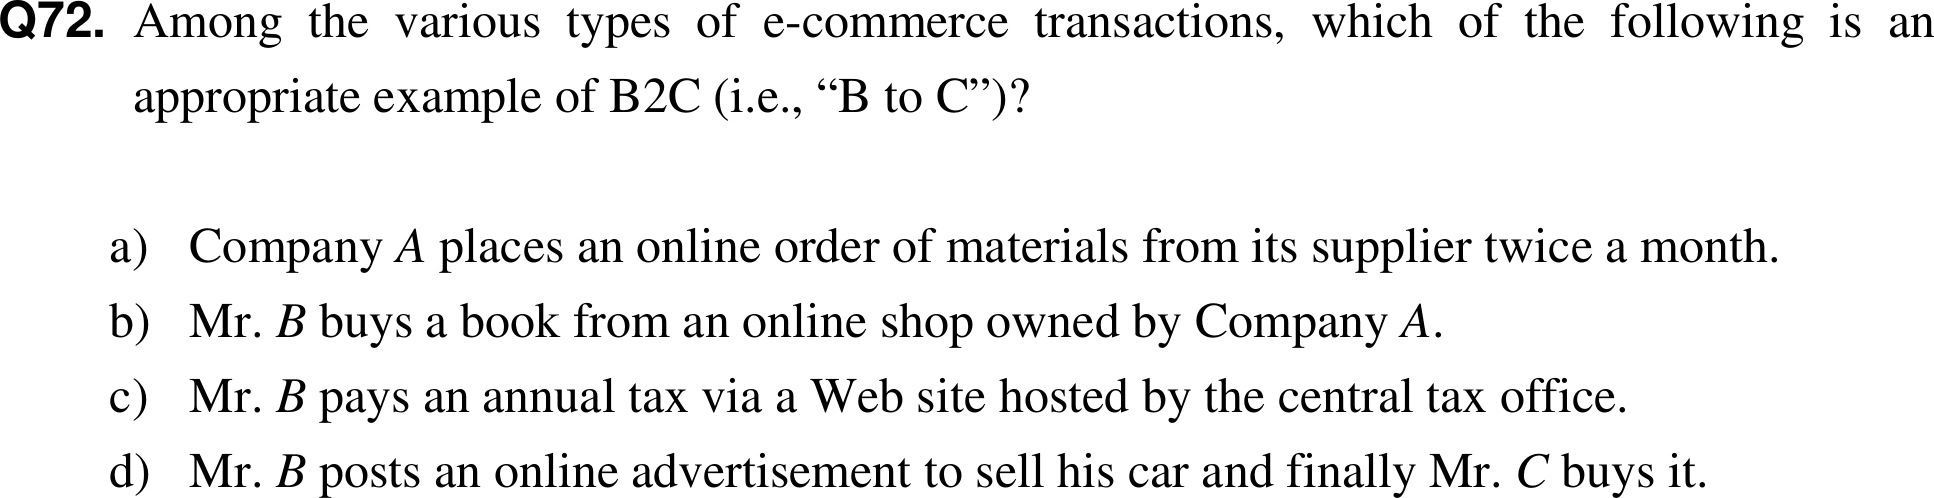 Q72. Among the various types of e-commerce transactions, which of the following is an
appropriate example of B2C (i.e., “B to C”)?
a) Company A places an online order of materials from its supplier twice a month.
b) Mr. B buys a book from an online shop owned by Company A.
c) Mr. B pays an annual tax via a Web site hosted by the central tax office.
d) Mr. B posts an online advertisement to sell his car and finally Mr. C buys it.